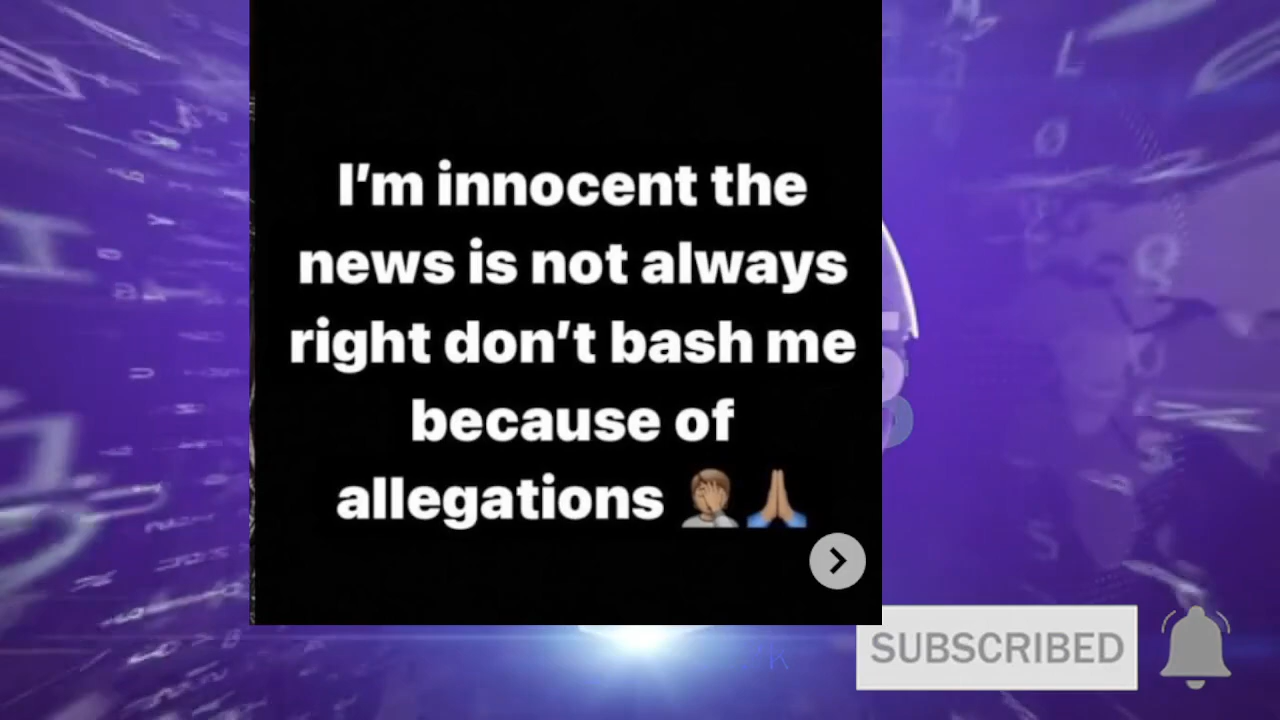 I’m innocent the
news is not always
right don’t bash me
because of
allegations 🤦🏽🙏🏽
SUBSCRIBED